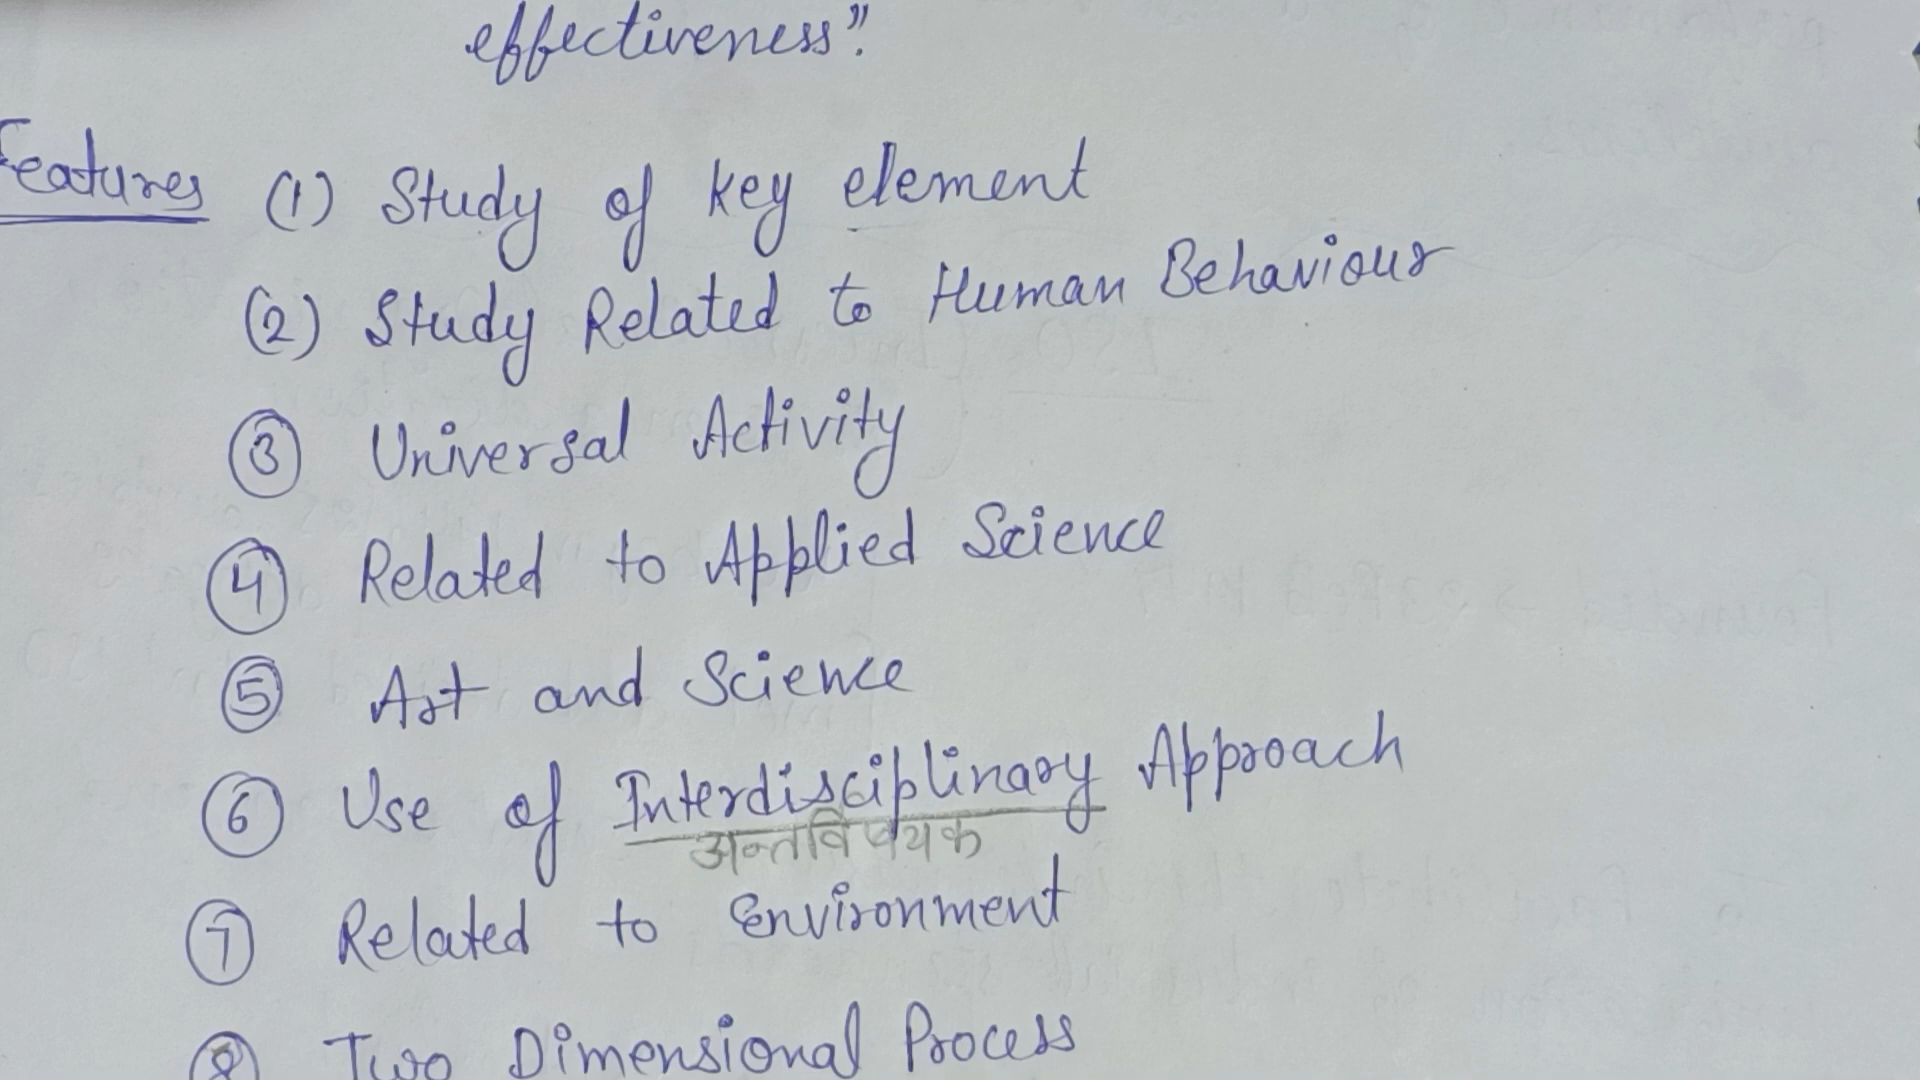 effectiveness".
Features (1) Study of key element
(2) Study Related to Human Behaviour
③ Universal Activity
④ Related to Applied Science
⑤ Art and Science
⑥ Use of Interdisciplinary Approach
अन्तर्विषयक
⑦ Related to Environment
⑧ Two Dimensional Process